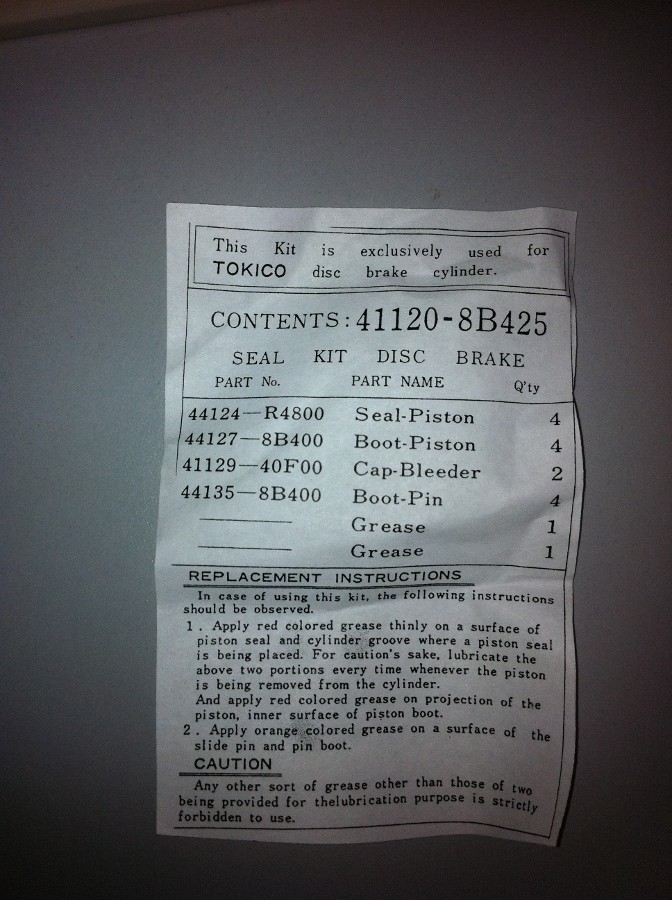 This Kit is exclusively used for
TOKICO disc brake cylinder.
CONTENTS: 41120-8B425
SEAL KIT DISC BRAKE
PART No. PART NAME Q'ty
44124—R4800 Seal-Piston 4
44127—8B400 Boot-Piston 4
41129—40F00 Cap-Bleeder 2
44135—8B400 Boot-Pin 4
Grease 1
Grease 1
REPLACEMENT INSTRUCTIONS
In case of using this kit, the following instructions
should be observed.
1. Apply red colored grease thinly on a surface of
piston seal and cylinder groove where a piston seal
is being placed. For caution's sake, lubricate the
above two portions every time whenever the piston
is being removed from the cylinder.
And apply red colored grease on projection of the
piston, inner surface of piston boot.
2. Apply orange colored grease on a surface of the
slide pin and pin boot.
CAUTION
Any other sort of grease other than those of two
being provided for thelubrication purpose is strictly
forbidden to use.